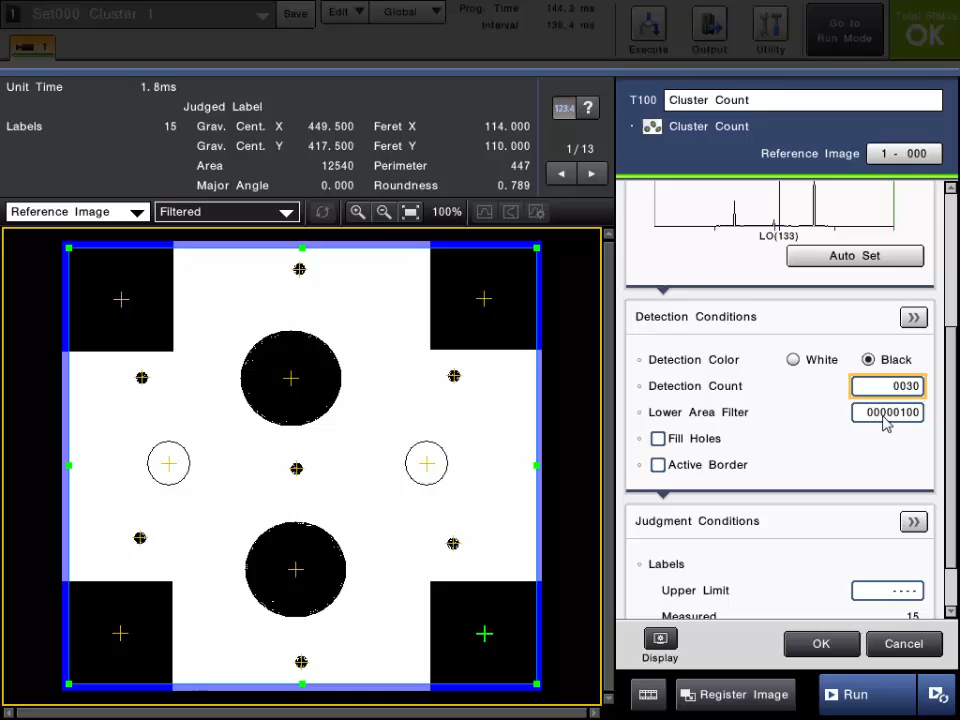 1 Set000 Cluster 1 Save Edit Global
Prog. Time 144.3 ms
Interval 136.4 ms
Execute Output Utility
Go to
Run Mode
Total Status
OK
1
Unit Time 1.8ms
Judged Label
Labels 15 Grav. Cent. X 449.500 Feret X 114.000
Grav. Cent. Y 417.500 Feret Y 110.000
Area 12540 Perimeter 447
Major Angle 0.000 Roundness 0.789
123.4 ?
1/13
T100 Cluster Count
Cluster Count
Reference Image 1 - 000
Reference Image Filtered 100%
LO(133)
Auto Set
Detection Conditions
Detection Color White Black
Detection Count 0030
Lower Area Filter 00000100
Fill Holes
Active Border
Judgment Conditions
Labels
Upper Limit ----
Measured 15
Display OK Cancel
Register Image Run